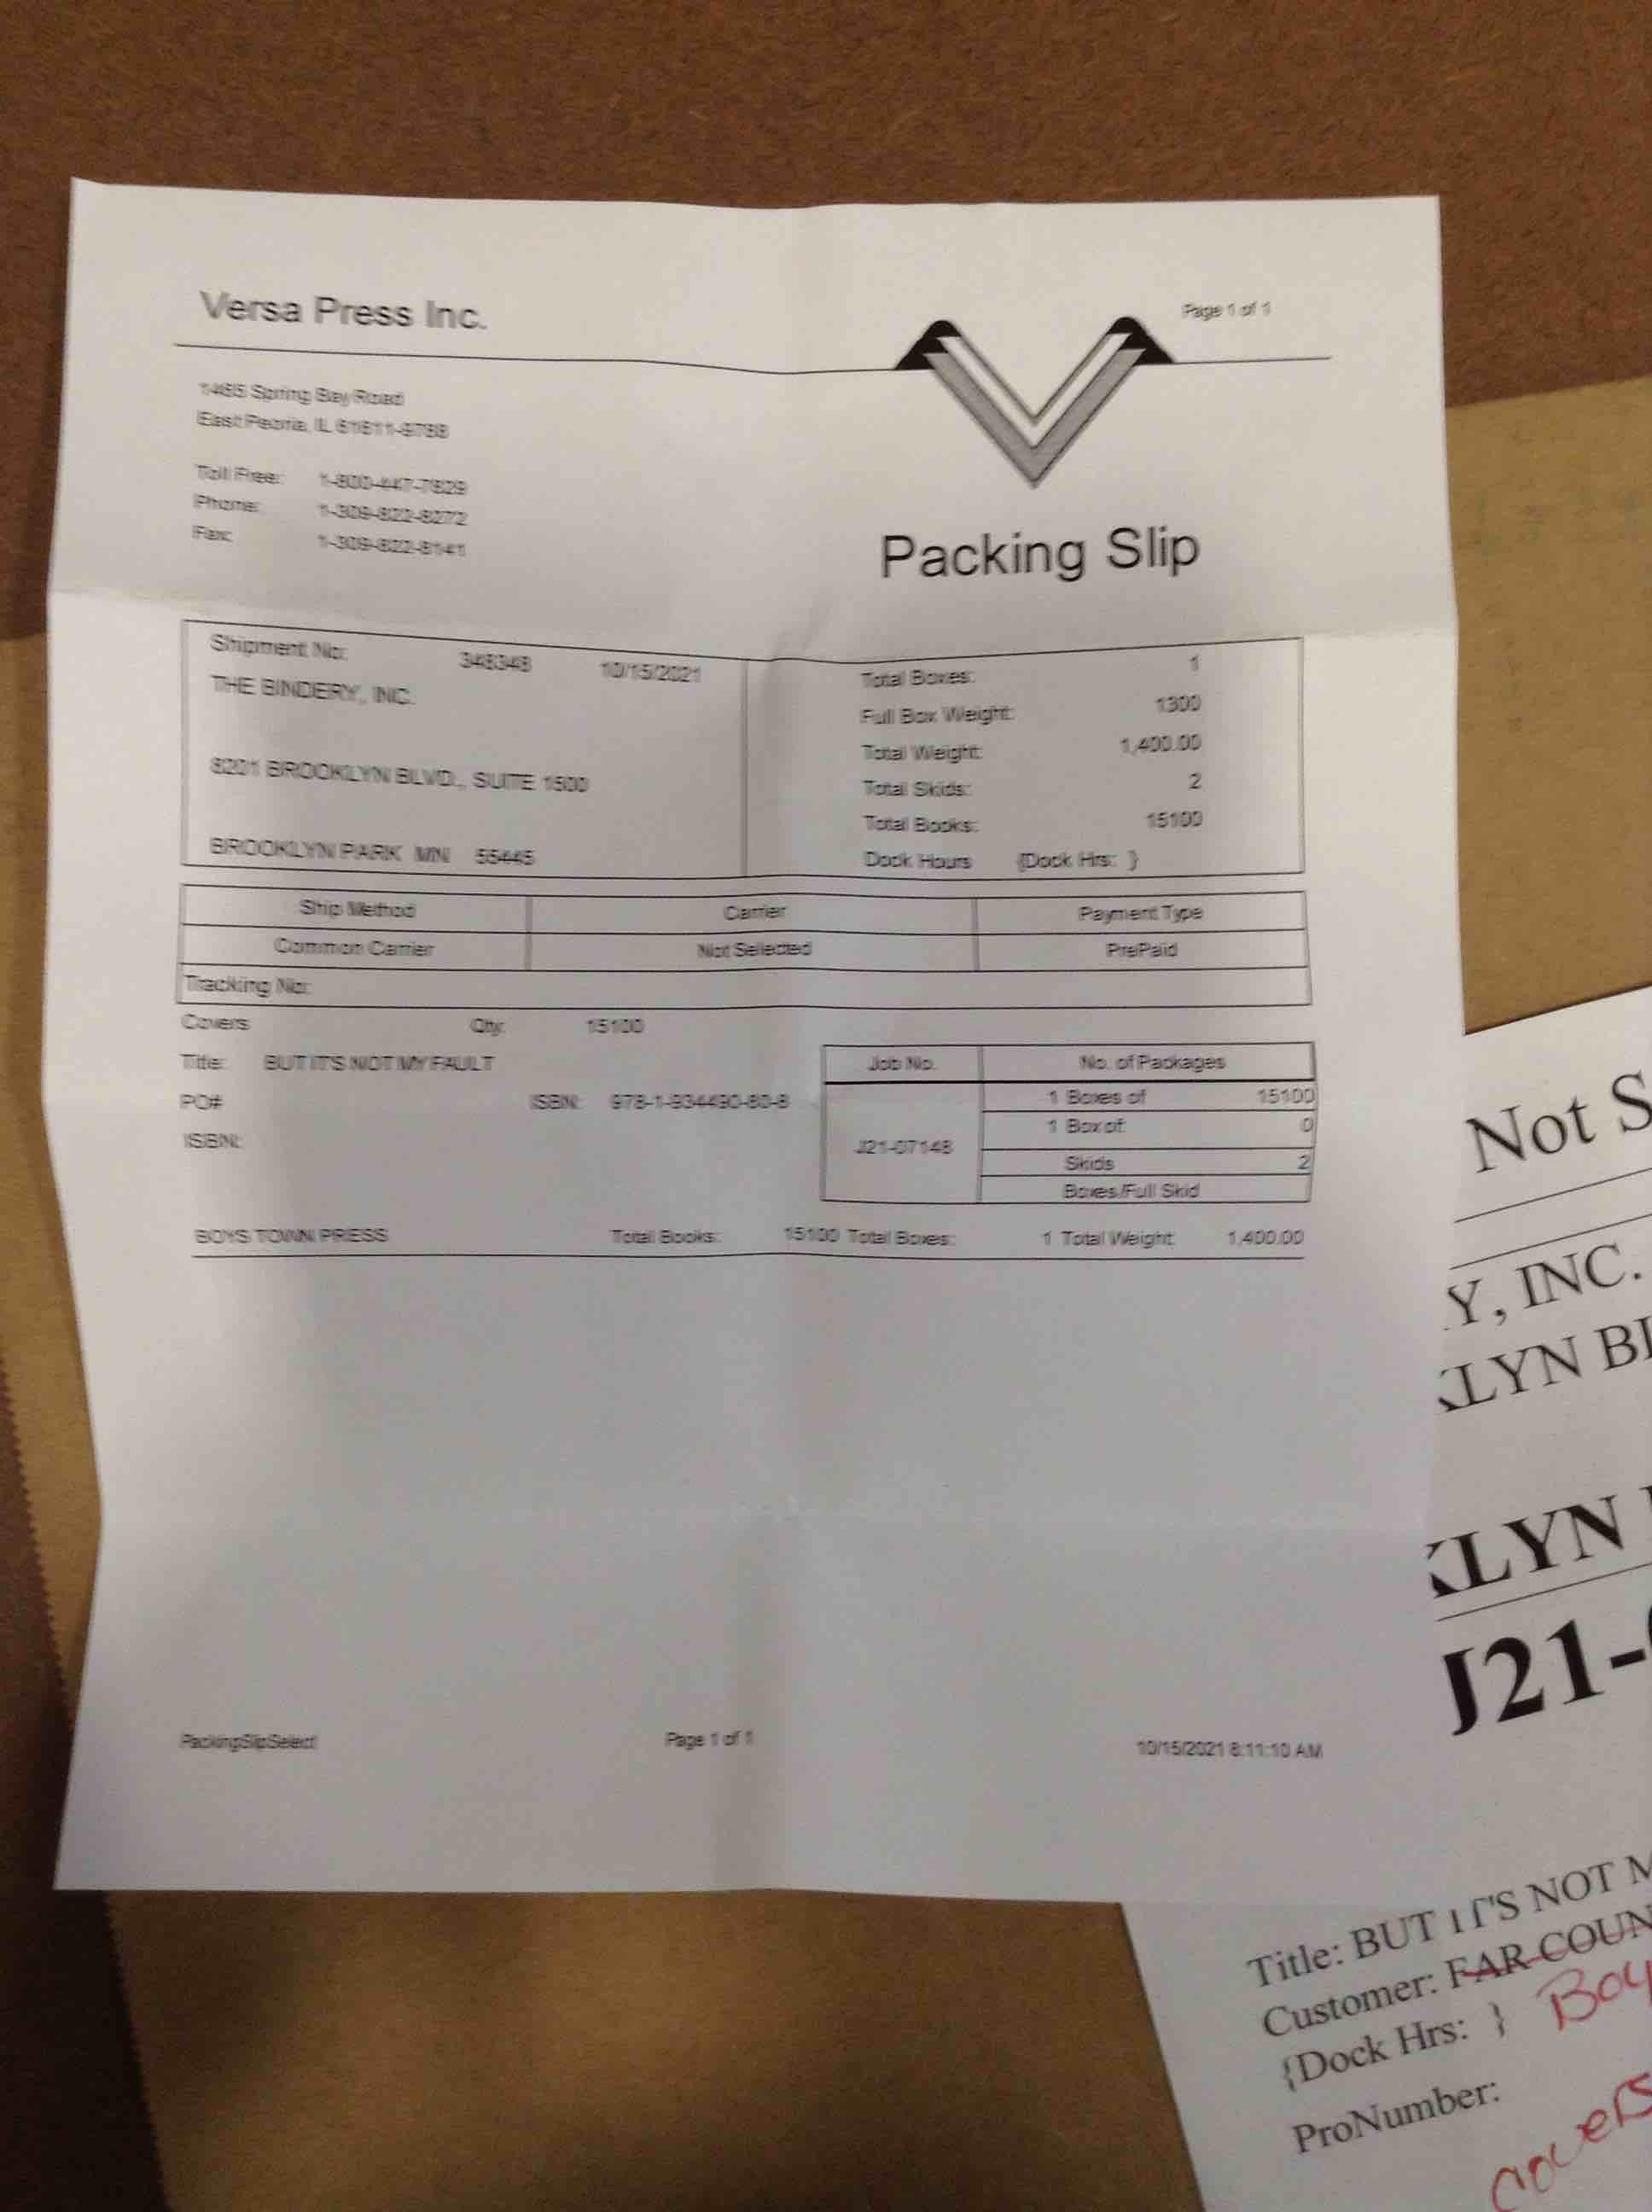 Versa Press Inc.
Page 1 of 1
1465 Spring Bay Road
East Peoria, IL 61611-9788
Toll Free: 1-800-447-7829
Phone: 1-309-822-8272
Fax: 1-309-822-8141
Packing Slip
Shipment No: 348348 10/15/2021
THE BINDERY, INC.
8201 BROOKLYN BLVD., SUITE 1500
BROOKLYN PARK MN 55445
Total Boxes: 1
Full Box Weight: 1300
Total Weight: 1,400.00
Total Skids: 2
Total Books: 15100
Dock Hours {Dock Hrs: }
Ship Method Carrier Payment Type
Common Carrier Not Selected PrePaid
Tracking No:
Covers Qty: 15100
Title: BUT IT'S NOT MY FAULT
PO# ISBN: 978-1-934490-80-8
ISBN:
Job No. No. of Packages
J21-07148
1 Boxes of 15100
1 Box of: 0
Skids 2
Boxes/Full Skid
BOYS TOWN PRESS Total Books: 15100 Total Boxes: 1 Total Weight: 1,400.00
PackingSlipSelect Page 1 of 1 10/15/2021 8:11:10 AM
Not S
Y, INC.
KLYN BL
KLYN
J21-
Title: BUT IT'S NOT M
Customer: FAR COUN
Boy
{Dock Hrs: }
ProNumber:
covers